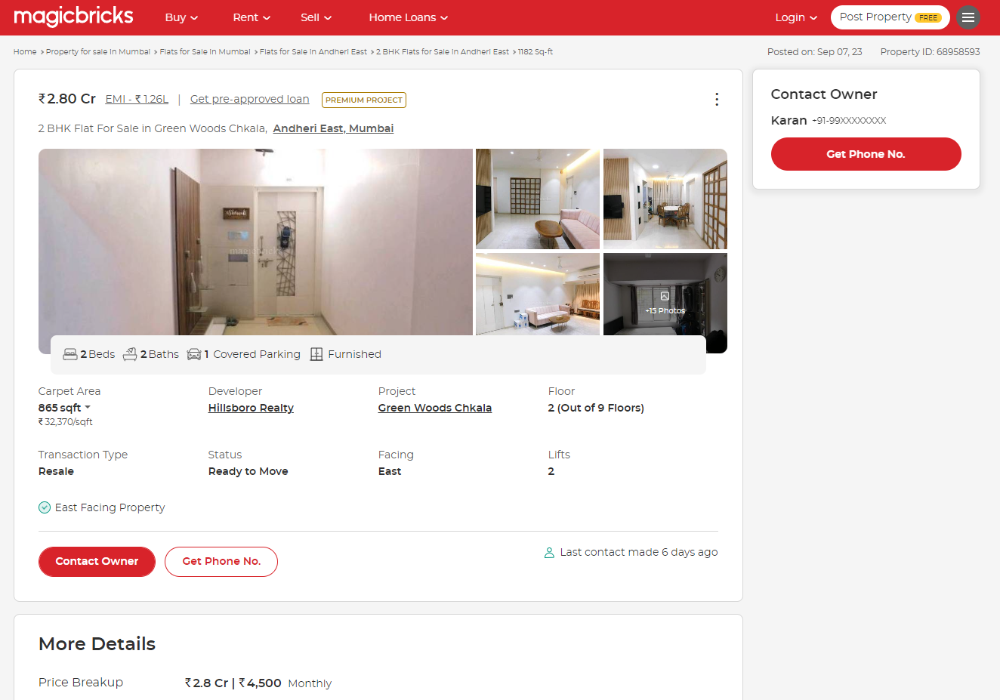 magicbricks
Buy
Rent
Sell
Home Loans
Login
Post Property FREE
Home > Property for sale in Mumbai > Flats for Sale in Mumbai > Flats for Sale in Andheri East > 2 BHK Flats for Sale in Andheri East > 1182 Sq-ft
Posted on: Sep 07, 23 Property ID: 68958593
₹2.80 Cr EMI - ₹ 1.26L | Get pre-approved loan PREMIUM PROJECT
2 BHK Flat For Sale in Green Woods Chkala, Andheri East, Mumbai
magicbricks
+15 Photos
2 Beds 2 Baths 1 Covered Parking Furnished
Carpet Area
865 sqft
₹32,370/sqft
Developer
Hillsboro Realty
Project
Green Woods Chkala
Floor
2 (Out of 9 Floors)
Transaction Type
Resale
Status
Ready to Move
Facing
East
Lifts
2
East Facing Property
Contact Owner
Get Phone No.
Last contact made 6 days ago
More Details
Price Breakup ₹2.8 Cr | ₹4,500 Monthly
Contact Owner
Karan +91-99XXXXXXXX
Get Phone No.